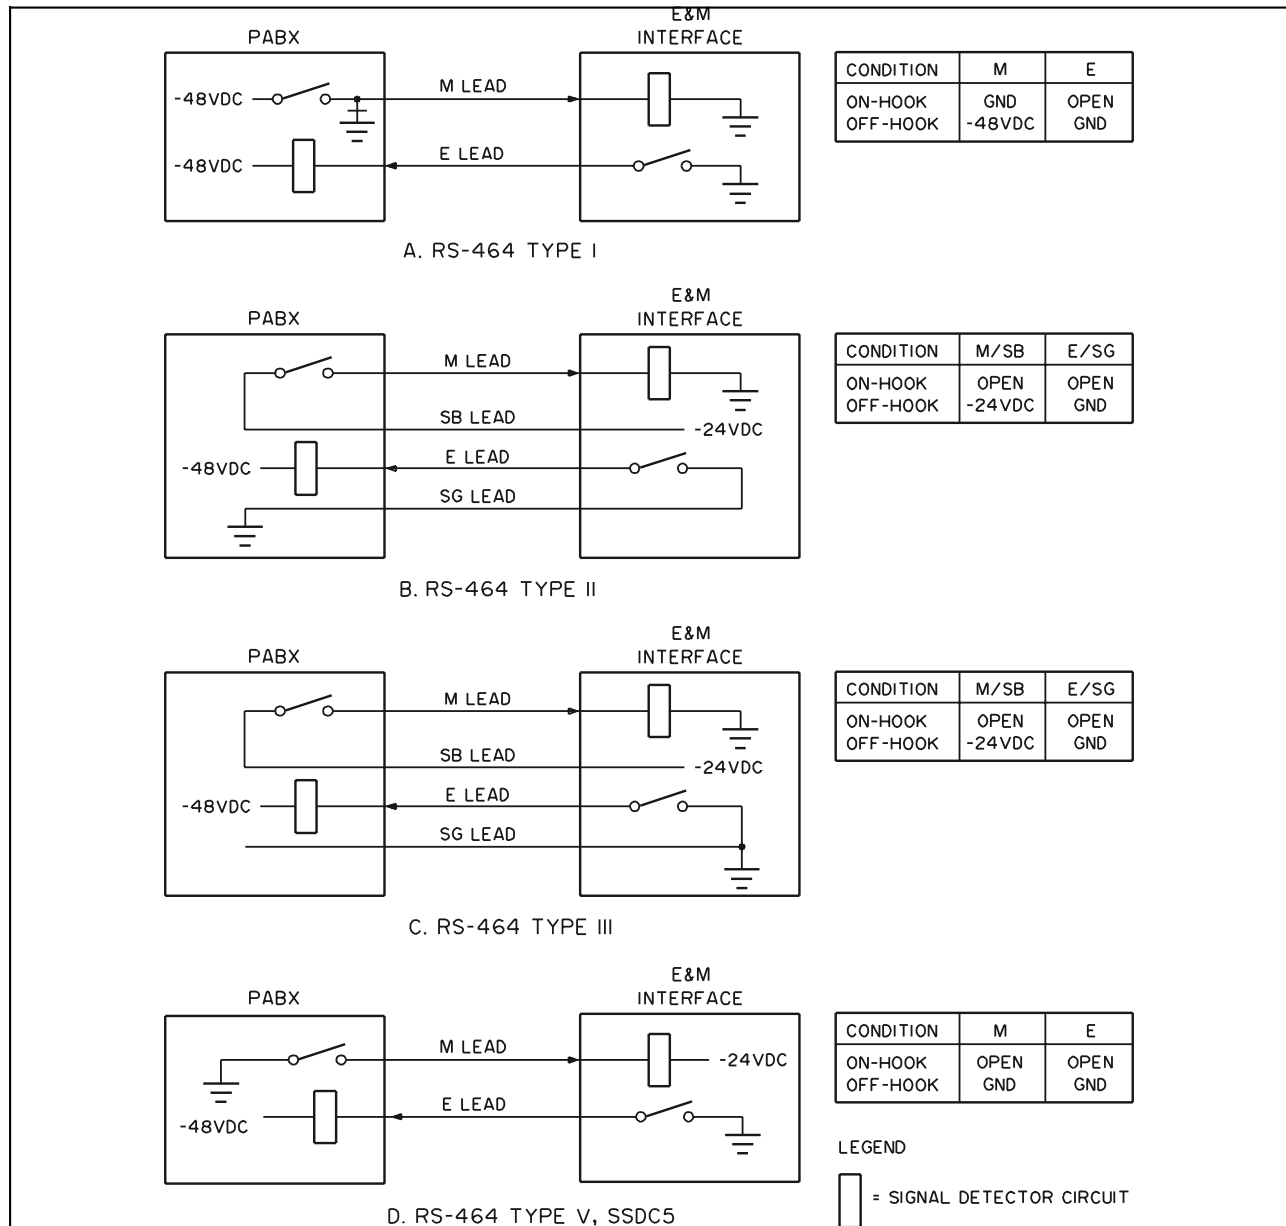 PABX
E&M
INTERFACE
-48VDC
M LEAD
-48VDC
E LEAD
CONDITION M E
ON-HOOK GND OPEN
OFF-HOOK -48VDC GND
A. RS-464 TYPE I
PABX
E&M
INTERFACE
M LEAD
SB LEAD
-24VDC
-48VDC
E LEAD
SG LEAD
CONDITION M/SB E/SG
ON-HOOK OPEN OPEN
OFF-HOOK -24VDC GND
B. RS-464 TYPE II
PABX
E&M
INTERFACE
M LEAD
SB LEAD
-24VDC
-48VDC
E LEAD
SG LEAD
CONDITION M/SB E/SG
ON-HOOK OPEN OPEN
OFF-HOOK -24VDC GND
C. RS-464 TYPE III
PABX
E&M
INTERFACE
M LEAD
-24VDC
E LEAD
-48VDC
CONDITION M E
ON-HOOK OPEN OPEN
OFF-HOOK GND GND
D. RS-464 TYPE V, SSDC5
LEGEND
= SIGNAL DETECTOR CIRCUIT